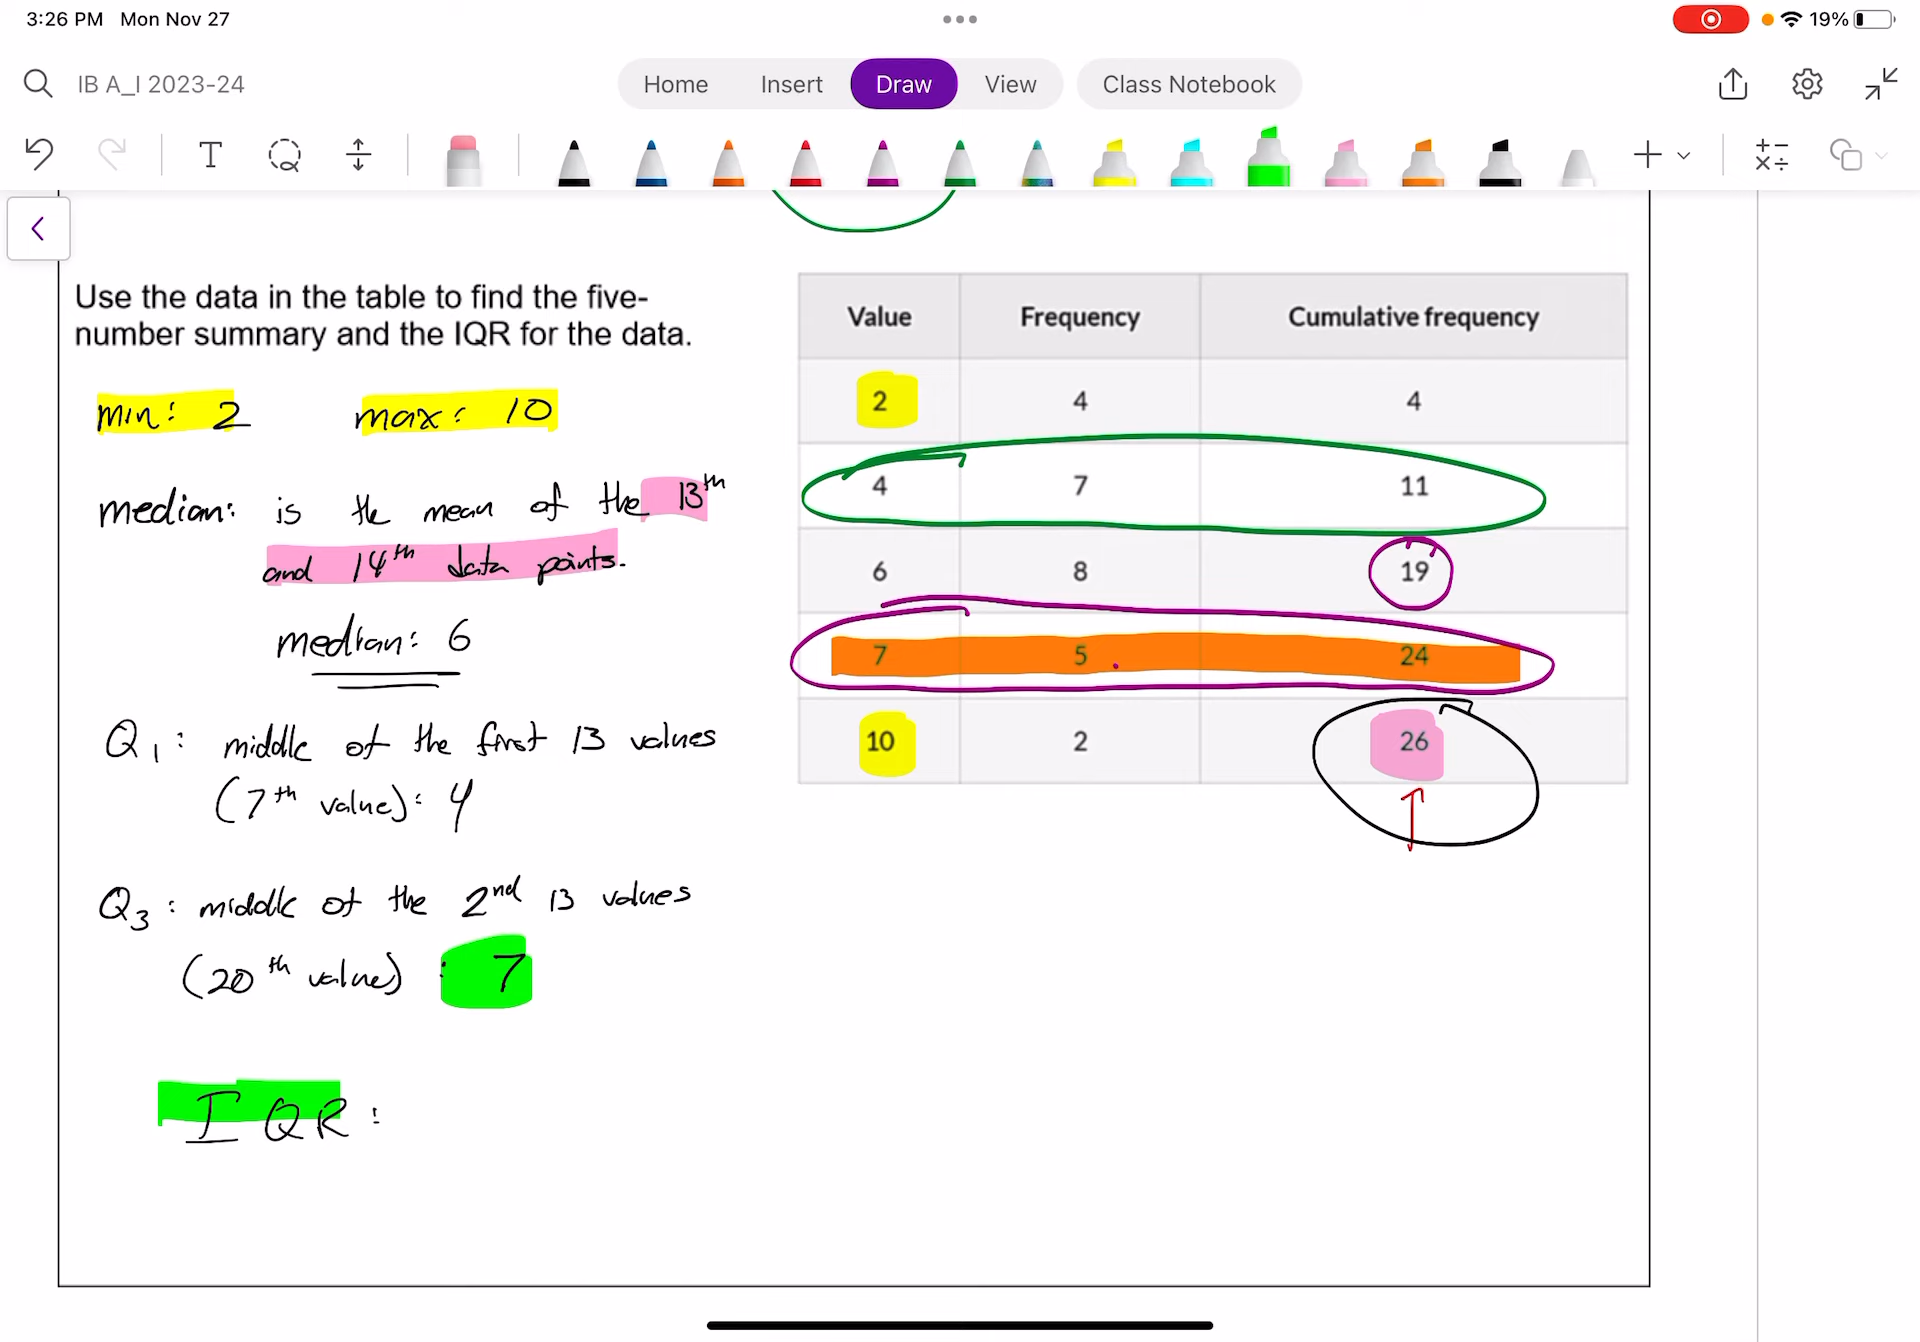 3:26 PM Mon Nov 27
19%
IB A_I 2023-24
Home Insert Draw View Class Notebook
T
Use the data in the table to find the five-
number summary and the IQR for the data.
min: 2 max: 10
median: is the mean of the 13th
and 14th data points.
median: 6
Q1: middle of the first 13 values
(7th value): 4
Q3: middle of the 2nd 13 values
(20th value) : 7
IQR:
Value Frequency Cumulative frequency
2 4 4
4 7 11
6 8 19
7 5 24
10 2 26